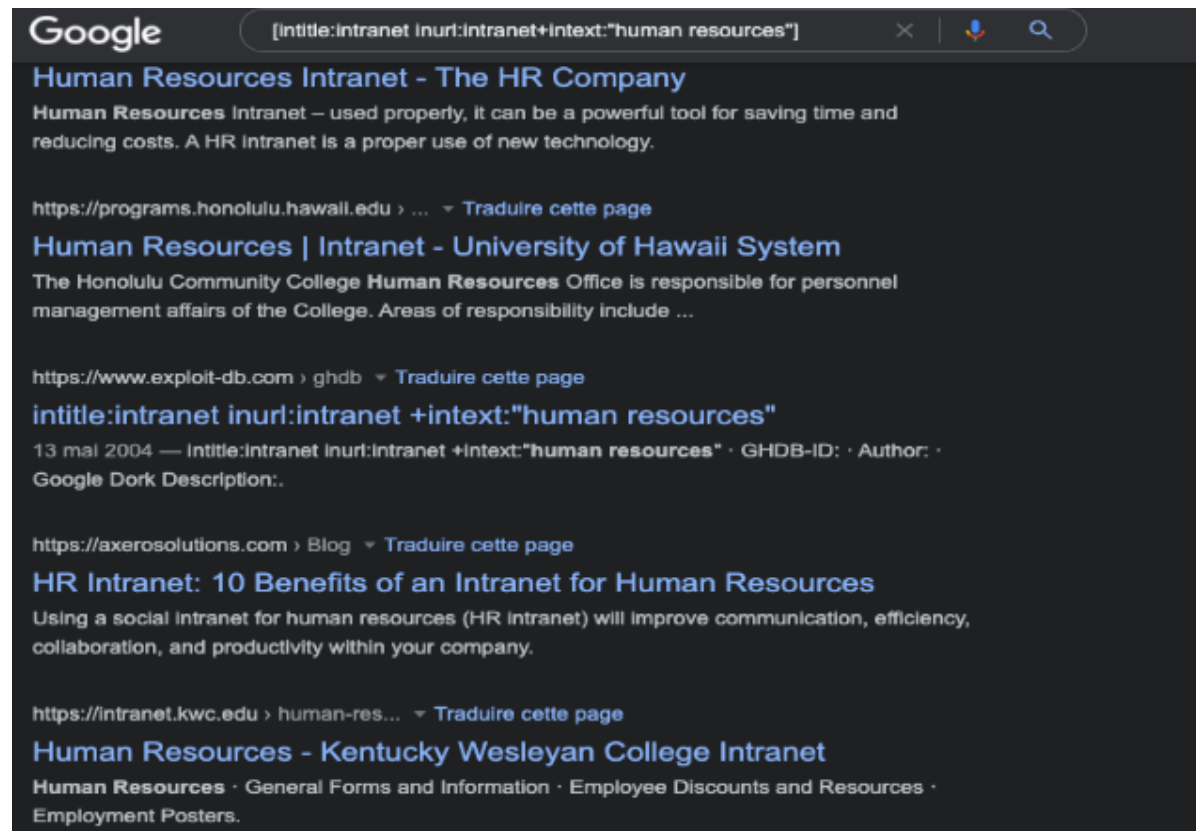 Google
[intitle:intranet inurl:intranet+intext:"human resources"]
Human Resources Intranet - The HR Company
Human Resources Intranet – used properly, it can be a powerful tool for saving time and
reducing costs. A HR intranet is a proper use of new technology.
https://programs.honolulu.hawaii.edu › ... Traduire cette page
Human Resources | Intranet - University of Hawaii System
The Honolulu Community College Human Resources Office is responsible for personnel
management affairs of the College. Areas of responsibility include ...
https://www.exploit-db.com › ghdb Traduire cette page
intitle:intranet inurl:intranet +intext:"human resources"
13 mai 2004 — intitle:intranet inurl:intranet +intext:"human resources" · GHDB-ID: · Author: ·
Google Dork Description:.
https://axerosolutions.com › Blog Traduire cette page
HR Intranet: 10 Benefits of an Intranet for Human Resources
Using a social intranet for human resources (HR intranet) will improve communication, efficiency,
collaboration, and productivity within your company.
https://intranet.kwc.edu › human-res... Traduire cette page
Human Resources - Kentucky Wesleyan College Intranet
Human Resources · General Forms and Information · Employee Discounts and Resources ·
Employment Posters.